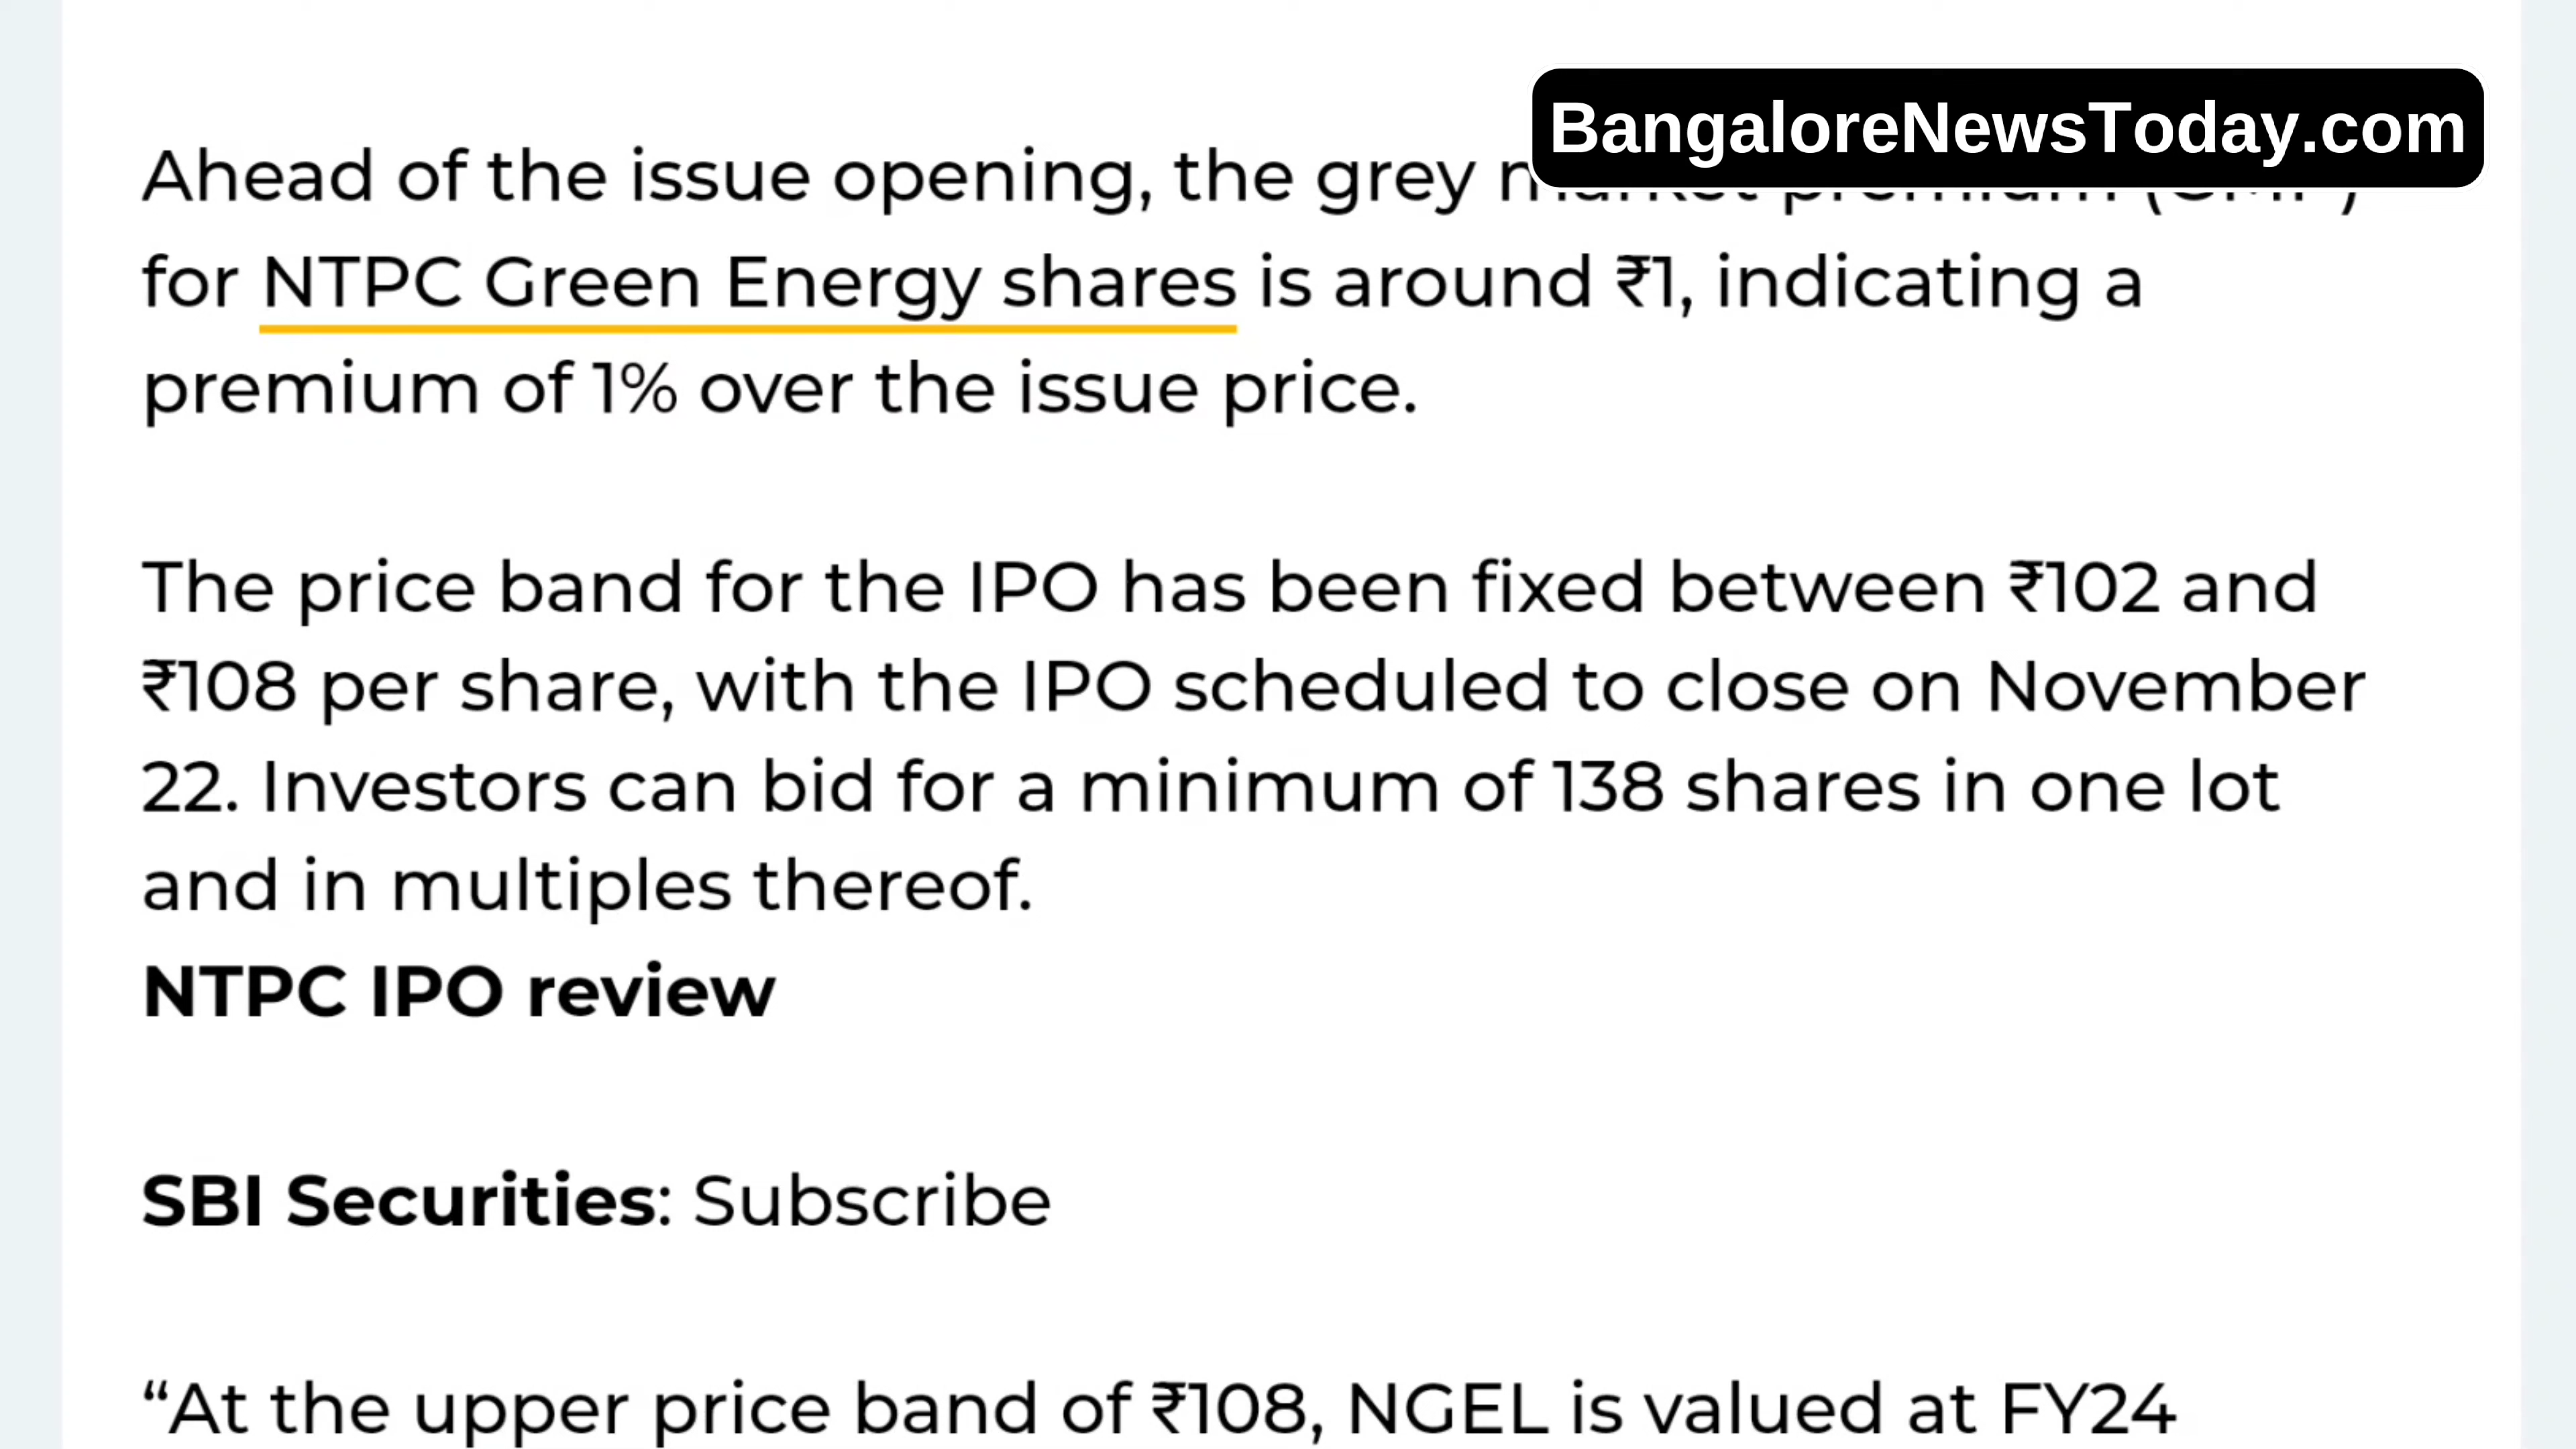 BangaloreNewsToday.com
Ahead of the issue opening, the grey
for NTPC Green Energy shares is around ₹1, indicating a
premium of 1% over the issue price.
The price band for the IPO has been fixed between ₹102 and
₹108 per share, with the IPO scheduled to close on November
22. Investors can bid for a minimum of 138 shares in one lot
and in multiples thereof.
NTPC IPO review
SBI Securities: Subscribe
“At the upper price band of ₹108, NGEL is valued at FY24